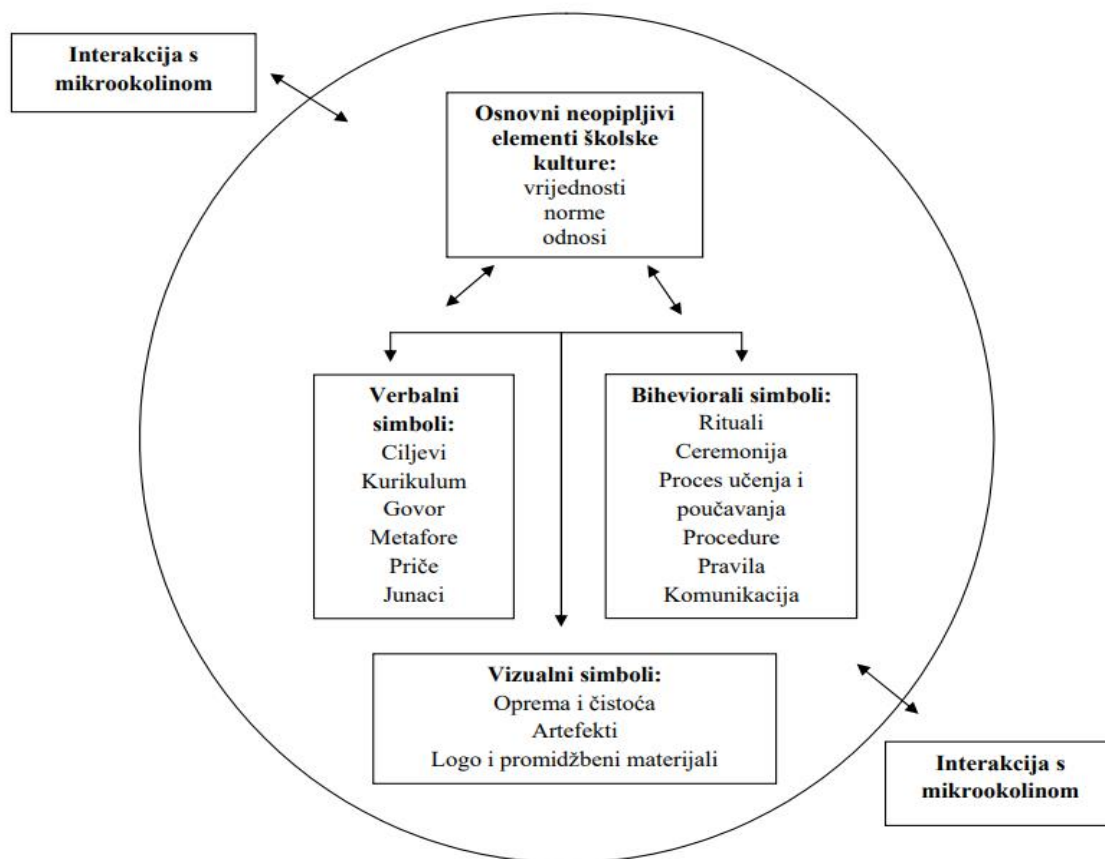 Interakcija s
mikrookolinom
Osnovni neopipljivi
elementi školske
kulture:
vrijednosti
norme
odnosi
Verbalni
simboli:
Ciljevi
Kurikulum
Govor
Metafore
Priče
Junaci
Biheviorali simboli:
Rituali
Ceremonija
Proces učenja i
poučavanja
Procedure
Pravila
Komunikacija
Vizualni simboli:
Oprema i čistoća
Artefekti
Logo i promidžbeni materijali
Interakcija s
mikrookolinom